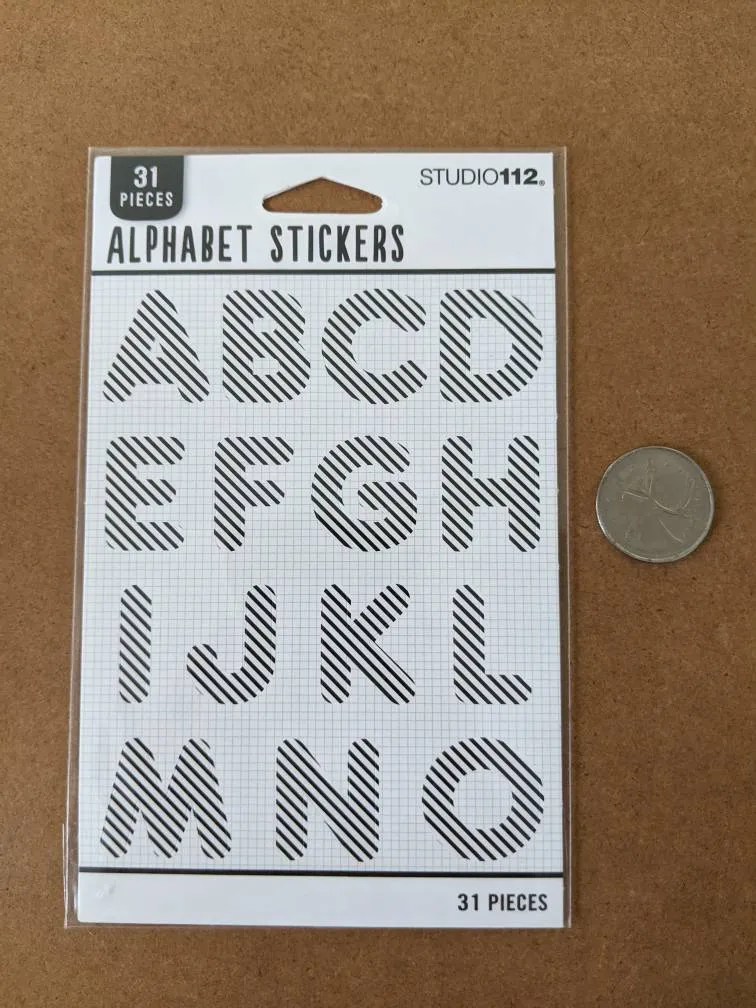 31
PIECES
STUDIO112®
ALPHABET STICKERS
ABCD
EFGH
IJKL
MNO
31 PIECES